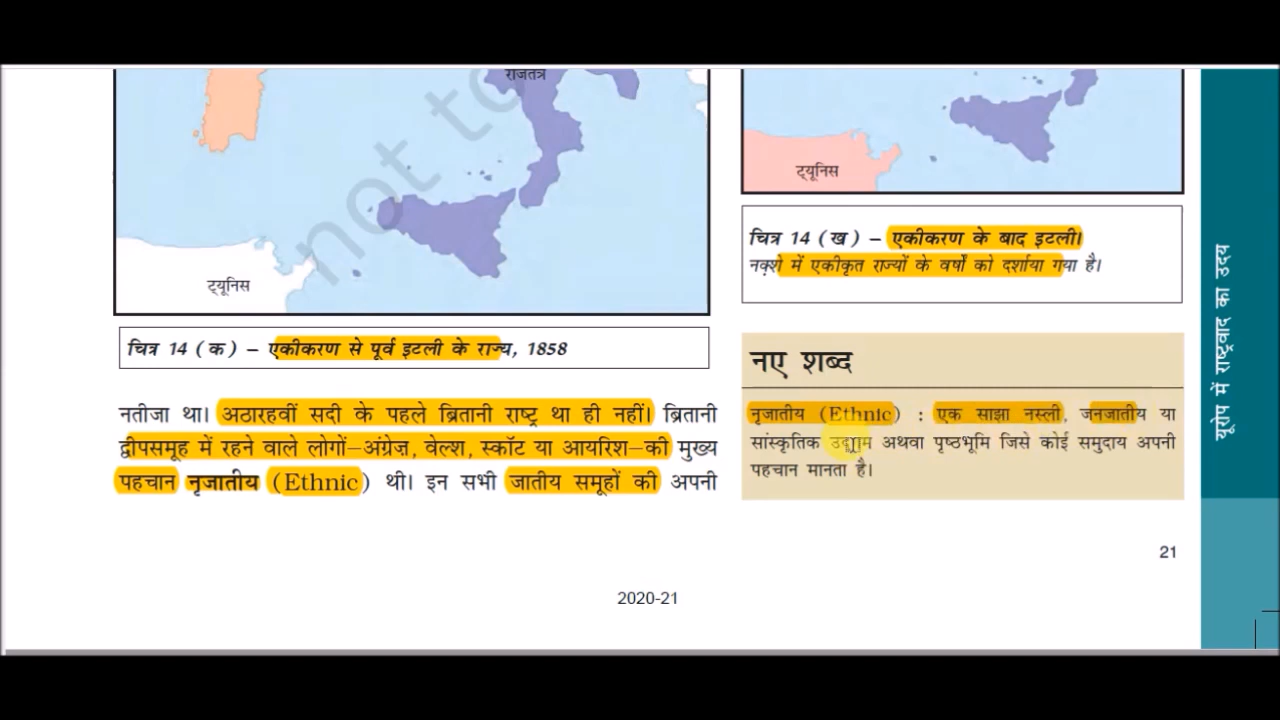 राजतंत्र
not to
ट्यूनिस
चित्र 14 (क) – एकीकरण से पूर्व इटली के राज्य, 1858
नतीजा था। अठारहवीं सदी के पहले ब्रितानी राष्ट्र था ही नहीं। ब्रितानी
द्वीपसमूह में रहने वाले लोगों–अंग्रेज़, वेल्श, स्कॉट या आयरिश–की मुख्य
पहचान नृजातीय (Ethnic) थी। इन सभी जातीय समूहों की अपनी
ट्यूनिस
चित्र 14 (ख) – एकीकरण के बाद इटली।
नक़्शे में एकीकृत राज्यों के वर्षों को दर्शाया गया है।
नए शब्द
नृजातीय (Ethnic) : एक साझा नस्ली, जनजातीय या
सांस्कृतिक उद्गम अथवा पृष्ठभूमि जिसे कोई समुदाय अपनी
पहचान मानता है।
यूरोप में राष्ट्रवाद का उदय
21
2020-21